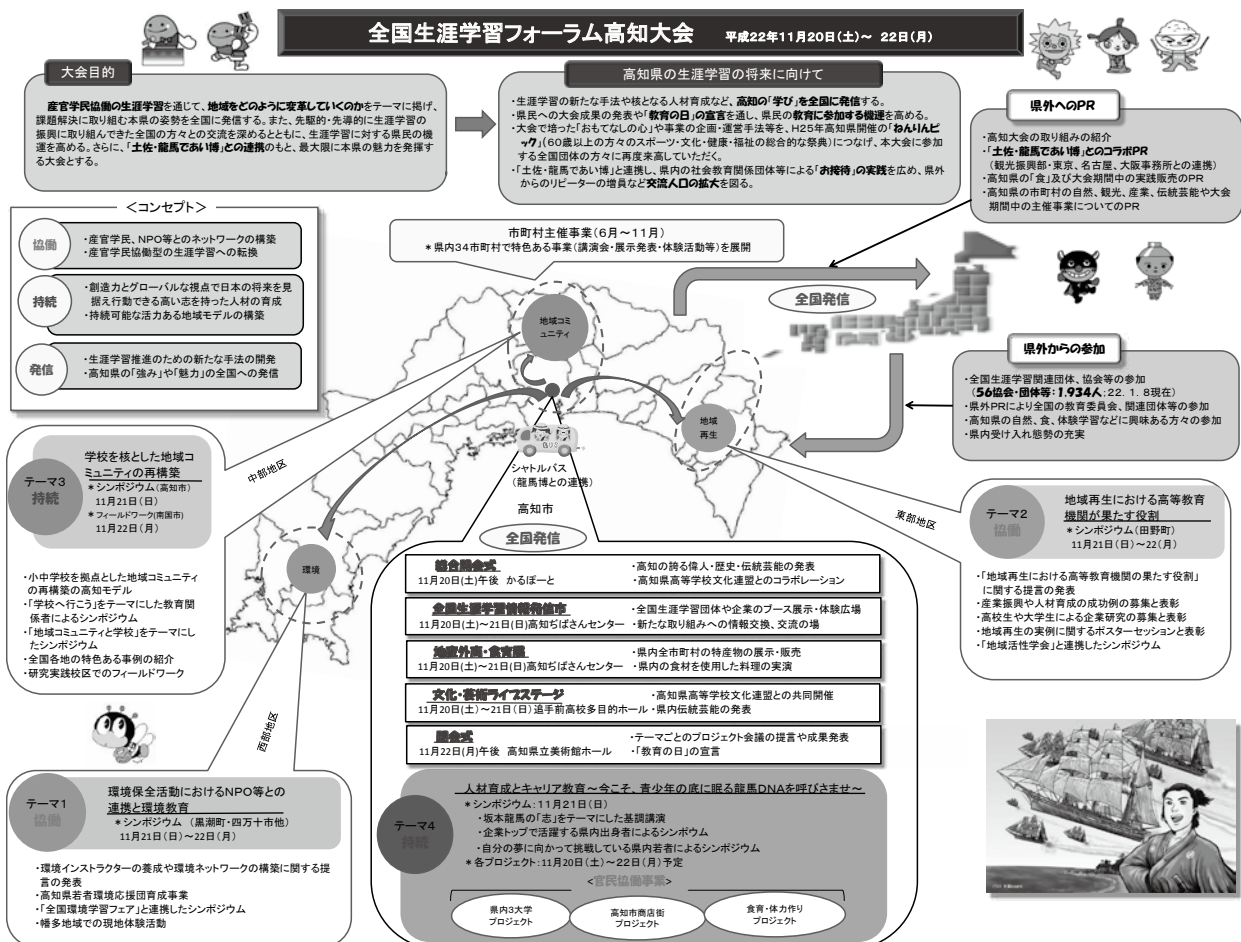 全国生涯学習フォーラム高知大会 平成22年11月20日(土)~ 22日(月)
大会目的
産官学民協働の生涯学習を通じて、地域をどのように変革していくのかをテーマに掲げ、
課題解決に取り組む本県の姿勢を全国に発信する。また、先駆的・先導的に生涯学習の
振興に取り組んできた全国の方々との交流を深めるとともに、生涯学習に対する県民の機
運を高める。さらに、「土佐・龍馬であい博」との連携のもと、最大限に本県の魅力を発揮す
る大会とする。
高知県の生涯学習の将来に向けて
・生涯学習の新たな手法や核となる人材育成など、高知の「学び」を全国に発信する。
・県民への大会成果の発表や「教育の日」の宣言を通し、県民の教育に参加する機運を高める。
・大会で培った「おもてなしの心」や事業の企画・運営手法等を、H25年高知県開催の「ねんりんピ
ック」(60歳以上の方々のスポーツ・文化・健康・福祉の総合的な祭典)につなげ、本大会に参加
する全国団体の方々に再度来高していただく。
・「土佐・龍馬であい博」と連携し、県内の社会教育関係団体等による「お接待」の実践を広め、県外
からのリピーターの増員など交流人口の拡大を図る。
県外へのPR
・高知大会の取り組みの紹介
・「土佐・龍馬であい博」とのコラボPR
(観光振興部・東京、名古屋、大阪事務所との連携)
・高知県の「食」及び大会期間中の実践販売のPR
・高知県の市町村の自然、観光、産業、伝統芸能や大会
期間中の主催事業についてのPR
<コンセプト>
協働
・産官学民、NPO等とのネットワークの構築
・産官学民協働型の生涯学習への転換
持続
・創造力とグローバルな視点で日本の将来を見
据え行動できる高い志を持った人材の育成
・持続可能な活力ある地域モデルの構築
発信
・生涯学習推進のための新たな手法の開発
・高知県の「強み」や「魅力」の全国への発信
市町村主催事業(6月~11月)
*県内34市町村で特色ある事業(講演会・展示発表・体験活動等)を展開
全国発信
地域コミ
ュニティ
地域
再生
環境
BUS
シャトルバス
(龍馬博との連携)
高知市
全国発信
中部地区
東部地区
西部地区
県外からの参加
・全国生涯学習関連団体、協会等の参加
(56協会・団体等:1.934人:22. 1. 8現在)
・県外PRにより全国の教育委員会、関連団体等の参加
・高知県の自然、食、体験学習などに興味ある方々の参加
・県内受け入れ態勢の充実
テーマ3
持続
学校を核とした地域コ
ミュニティの再構築
*シンポジウム(高知市)
11月21日(日)
*フィールドワーク(南国市)
11月22日(月)
・小中学校を拠点とした地域コミュニティ
の再構築の高知モデル
・「学校へ行こう」をテーマにした教育関
係者によるシンポジウム
・「地域コミュニティと学校」をテーマにし
たシンポジウム
・全国各地の特色ある事例の紹介
・研究実践校区でのフィールドワーク
テーマ2
協働
地域再生における高等教育
機関が果たす役割
*シンポジウム(田野町)
11月21日(日)~22(月)
・「地域再生における高等教育機関の果たす役割」
に関する提言の発表
・産業振興や人材育成の成功例の募集と表彰
・高校生や大学生による企業研究の募集と表彰
・地域再生の実例に関するポスターセッションと表彰
・「地域活性学会」と連携したシンポジウム
総合開会式
11月20日(土)午後 かるぽーと
・高知の誇る偉人・歴史・伝統芸能の発表
・高知県高等学校文化連盟とのコラボレーション
全国生涯学習情報発信市
11月20日(土)~21日(日)高知ぢばさんセンター
・全国生涯学習団体や企業のブース展示・体験広場
・新たな取り組みへの情報交換、交流の場
地産外商・食育展
11月20日(土)~21日(日)高知ぢばさんセンター
・県内全市町村の特産物の展示・販売
・県内の食材を使用した料理の実演
文化・芸術ライブステージ
11月20日(土)~21日(日)追手前高校多目的ホール
・高知県高等学校文化連盟との共同開催
・県内伝統芸能の発表
閉会式
11月22日(月)午後 高知県立美術館ホール
・テーマごとのプロジェクト会議の提言や成果発表
・「教育の日」の宣言
テーマ1
協働
環境保全活動におけるNPO等との
連携と環境教育
*シンポジウム (黒潮町・四万十市他)
11月21日(日)~22日(月)
・環境インストラクターの養成や環境ネットワークの構築に関する提
言の発表
・高知県若者環境応援団育成事業
・「全国環境学習フェア」と連携したシンポジウム
・幡多地域での現地体験活動
テーマ4
持続
人材育成とキャリア教育~今こそ、青少年の底に眠る龍馬DNAを呼びさませ~
*シンポジウム:11月21日(日)
・坂本龍馬の「志」をテーマにした基調講演
・企業トップで活躍する県内出身者によるシンポウム
・自分の夢に向かって挑戦している県内若者によるシンポジウム
*各プロジェクト:11月20日(土)~22日(月)予定
<官民協働事業>
県内3大学
プロジェクト
高知市商店街
プロジェクト
食育・体力作り
プロジェクト